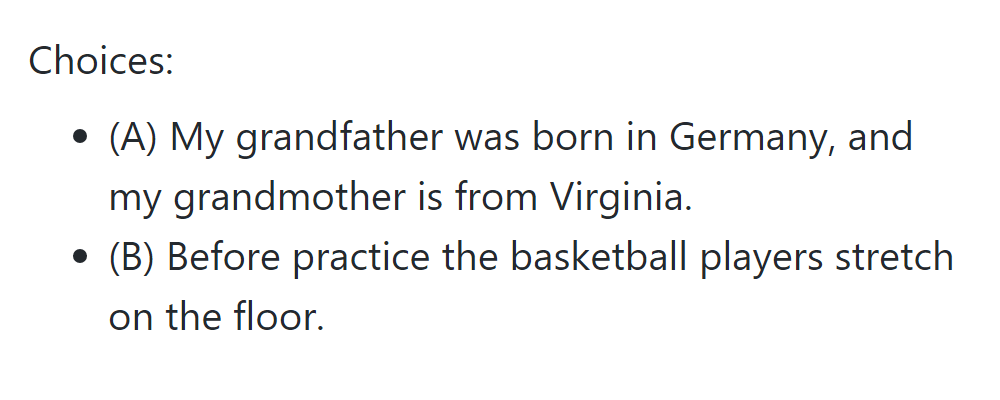 Choices:
• (A) My grandfather was born in Germany, and
my grandmother is from Virginia.
• (B) Before practice the basketball players stretch
on the floor.